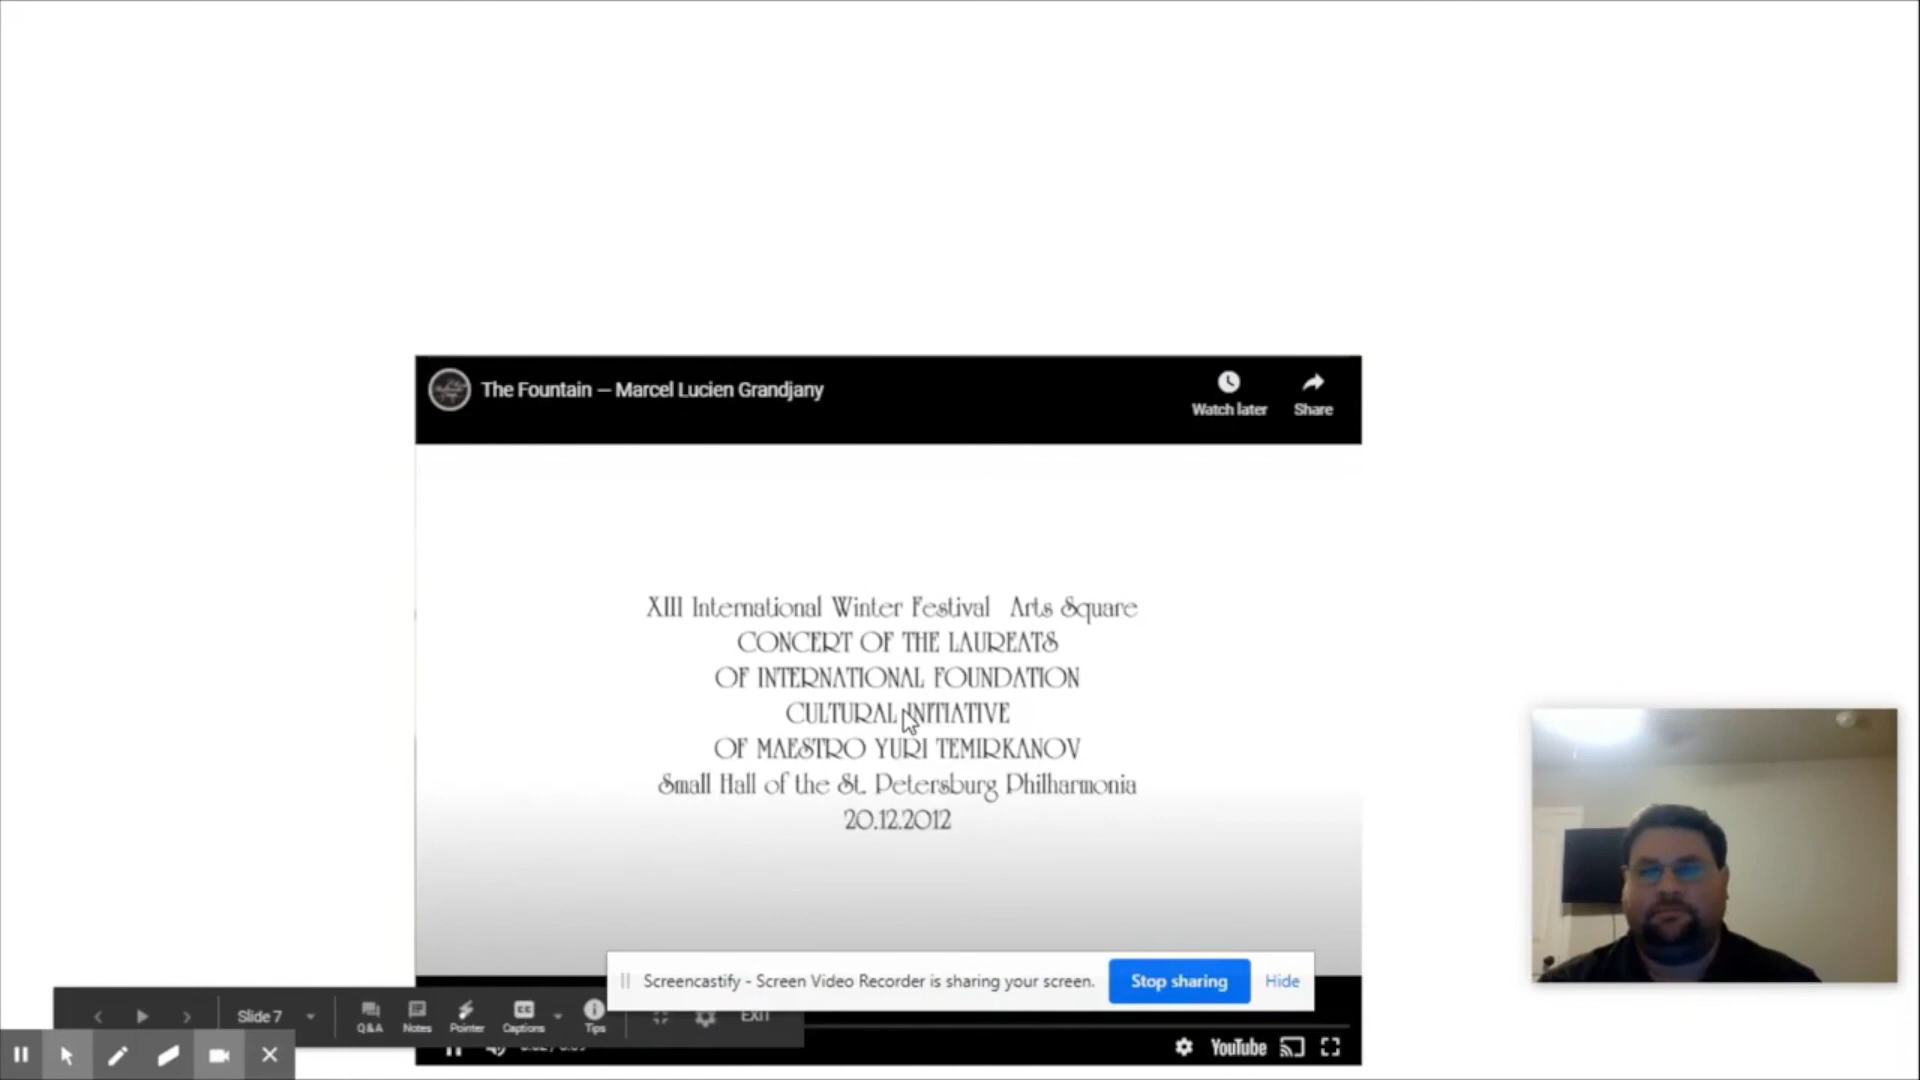 The Fountain — Marcel Lucien Grandjany
Watch later
Share
XIII International Winter Festival Arts Square
CONCERT OF THE LAUREATS
OF INTERNATIONAL FOUNDATION
CULTURAL INITIATIVE
OF MAESTRO YURI TEMIRKANOV
Small Hall of the St. Petersburg Philharmonia
20.12.2012
Screencastify - Screen Video Recorder is sharing your screen.
Stop sharing
Hide
Slide 7
Q&A
Notes
Pointer
CC
Captions
Tips
EXIT
YouTube